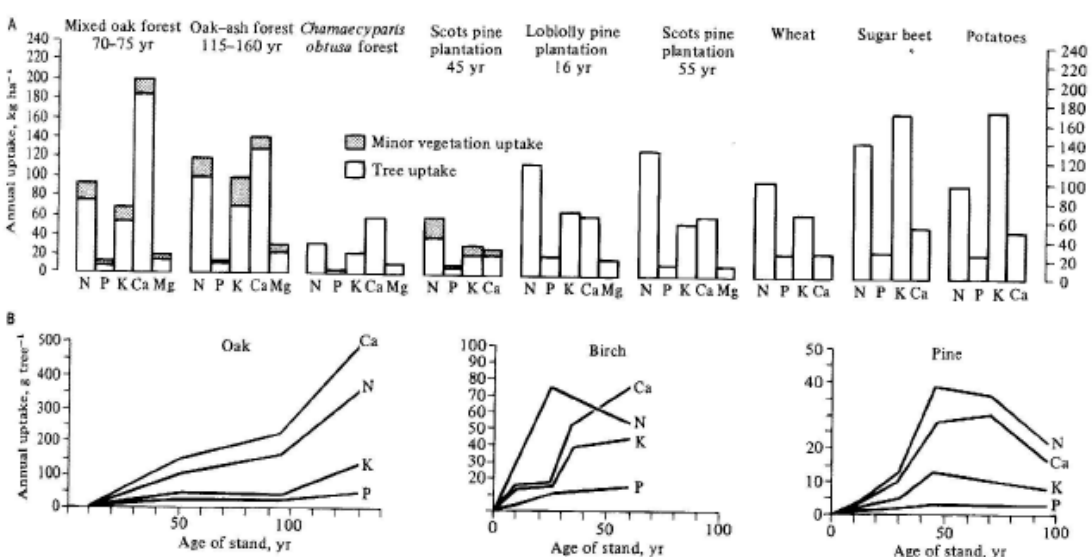 A
Mixed oak forest
70–75 yr
Oak–ash forest
115–160 yr
Chamaecyparis
obtusa forest
Scots pine
plantation
45 yr
Loblolly pine
plantation
16 yr
Scots pine
plantation
55 yr
Wheat
Sugar beet
Potatoes
Annual uptake, kg ha⁻¹
240
220
200
180
160
140
120
100
80
60
40
20
0
Minor vegetation uptake
Tree uptake
240
220
200
180
160
140
120
100
80
60
40
20
0
N P K Ca Mg
N P K Ca Mg
N P K Ca Mg
N P K Ca
N P K Ca Mg
N P K Ca Mg
N P K Ca
N P K Ca
N P K Ca
B
Annual uptake, g tree⁻¹
500
400
300
200
100
0
Oak
Ca
N
K
P
50
100
Age of stand, yr
100
90
80
70
60
50
40
30
20
Birch
Ca
N
K
P
0
50
100
Age of stand, yr
50
40
30
20
10
0
Pine
N
Ca
K
P
0
50
100
Age of stand, yr